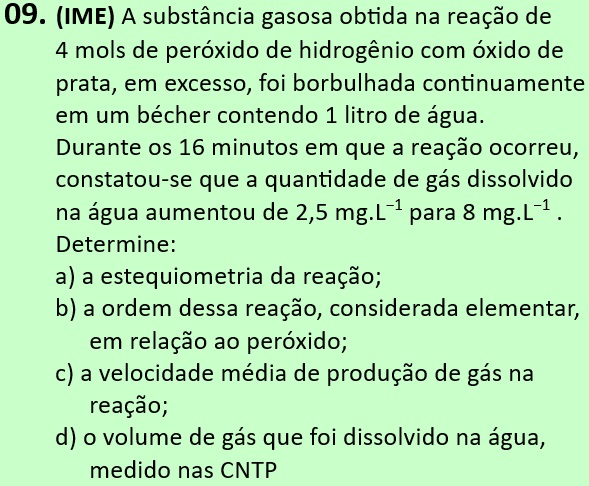 09. (IME) A substância gasosa obtida na reação de
4 mols de peróxido de hidrogênio com óxido de
prata, em excesso, foi borbulhada continuamente
em um bécher contendo 1 litro de água.
Durante os 16 minutos em que a reação ocorreu,
constatou-se que a quantidade de gás dissolvido
na água aumentou de 2,5 mg.L⁻¹ para 8 mg.L⁻¹ .
Determine:
a) a estequiometria da reação;
b) a ordem dessa reação, considerada elementar,
em relação ao peróxido;
c) a velocidade média de produção de gás na
reação;
d) o volume de gás que foi dissolvido na água,
medido nas CNTP